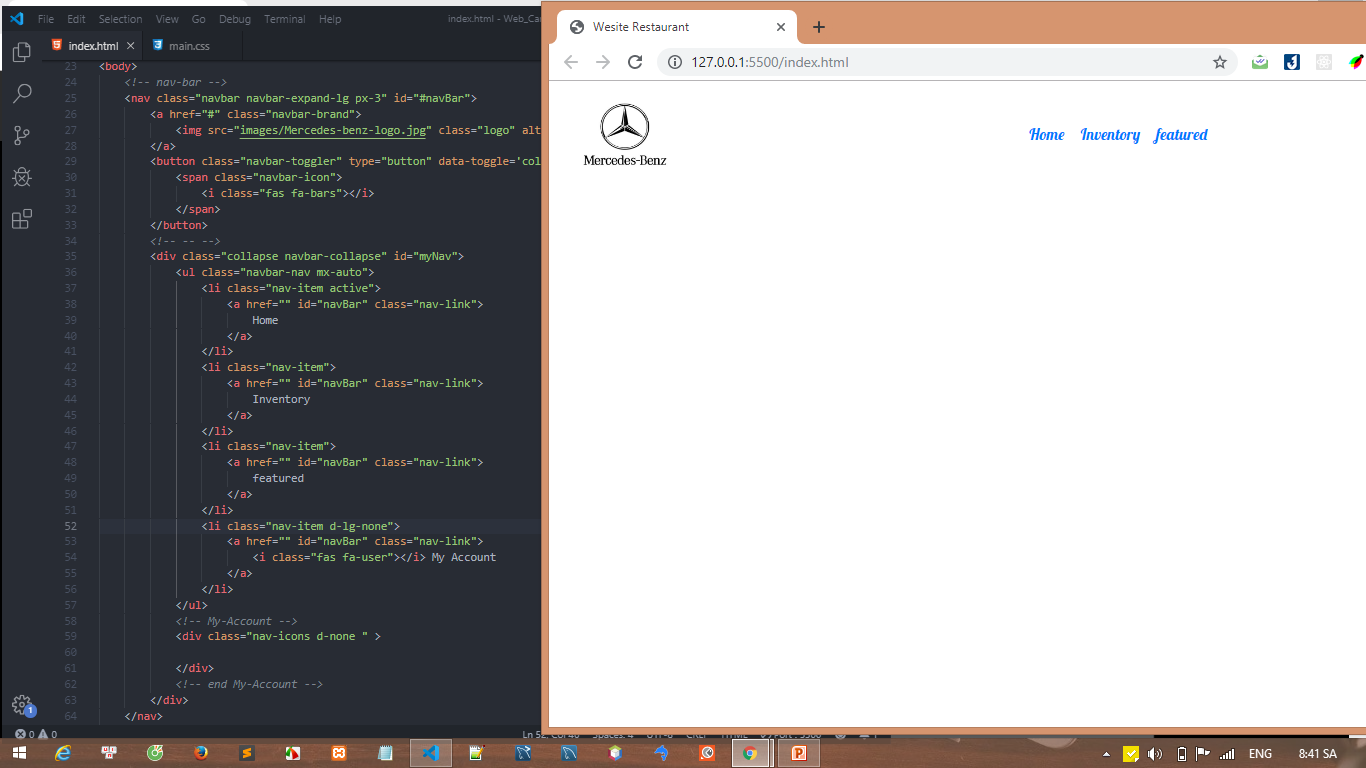 File Edit Selection View Go Debug Terminal Help index.html - Web_Ca
index.html main.css
23 <body>
24 <!-- nav-bar -->
25 <nav class="navbar navbar-expand-lg px-3" id="#navBar">
26 <a href="#" class="navbar-brand">
27 <img src="images/Mercedes-benz-logo.jpg" class="logo" alt
28 </a>
29 <button class="navbar-toggler" type="button" data-toggle='col
30 <span class="navbar-icon">
31 <i class="fas fa-bars"></i>
32 </span>
33 </button>
34 <!-- -- -->
35 <div class="collapse navbar-collapse" id="myNav">
36 <ul class="navbar-nav mx-auto">
37 <li class="nav-item active">
38 <a href="" id="navBar" class="nav-link">
39 Home
40 </a>
41 </li>
42 <li class="nav-item">
43 <a href="" id="navBar" class="nav-link">
44 Inventory
45 </a>
46 </li>
47 <li class="nav-item">
48 <a href="" id="navBar" class="nav-link">
49 featured
50 </a>
51 </li>
52 <li class="nav-item d-lg-none">
53 <a href="" id="navBar" class="nav-link">
54 <i class="fas fa-user"></i> My Account
55 </a>
56 </li>
57 </ul>
58 <!-- My-Account -->
59 <div class="nav-icons d-none " >
60
61 </div>
62 <!-- end My-Account -->
63 </div>
64 </nav>
1
0 0
Wesite Restaurant
127.0.0.1:5500/index.html
Mercedes-Benz
Home Inventory featured
ENG 8:41 SA